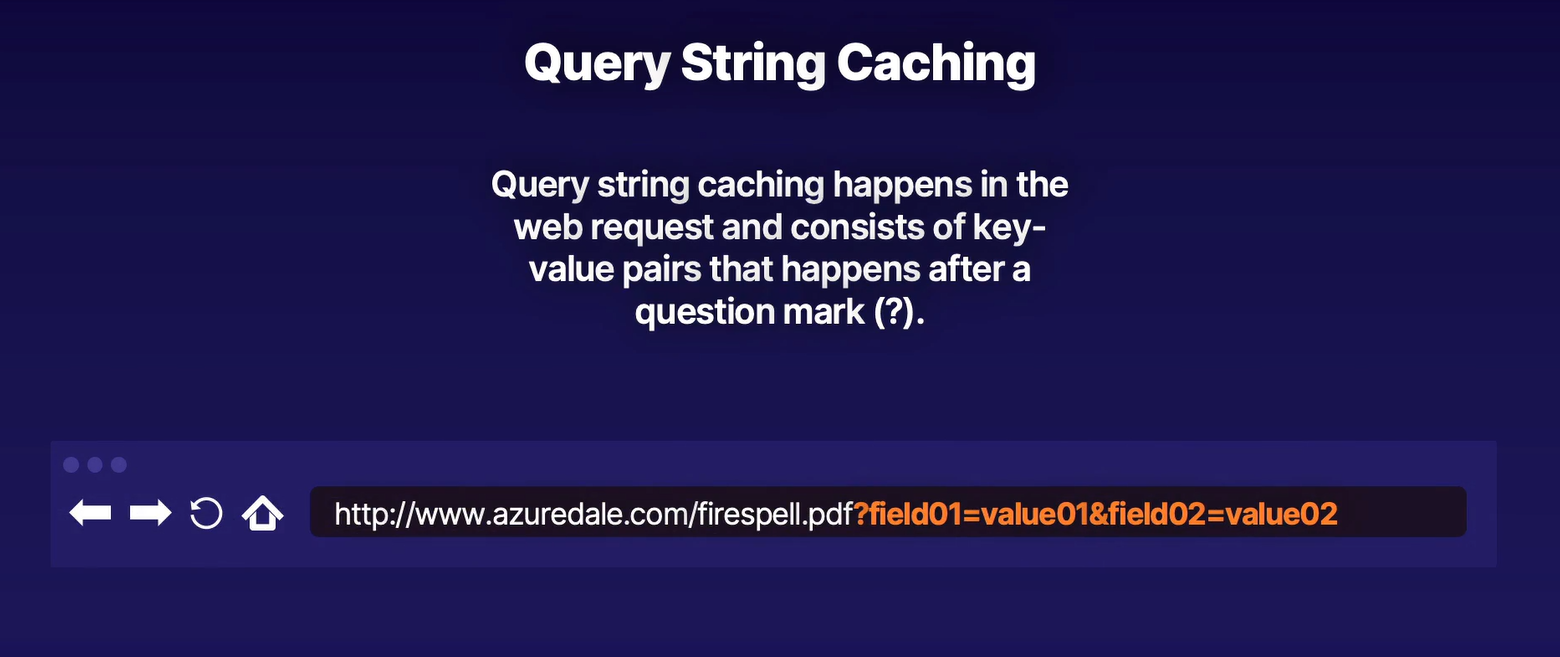 Query String Caching
Query string caching happens in the
web request and consists of key-
value pairs that happens after a
question mark (?).
http://www.azuredale.com/firespell.pdf?field01=value01&field02=value02